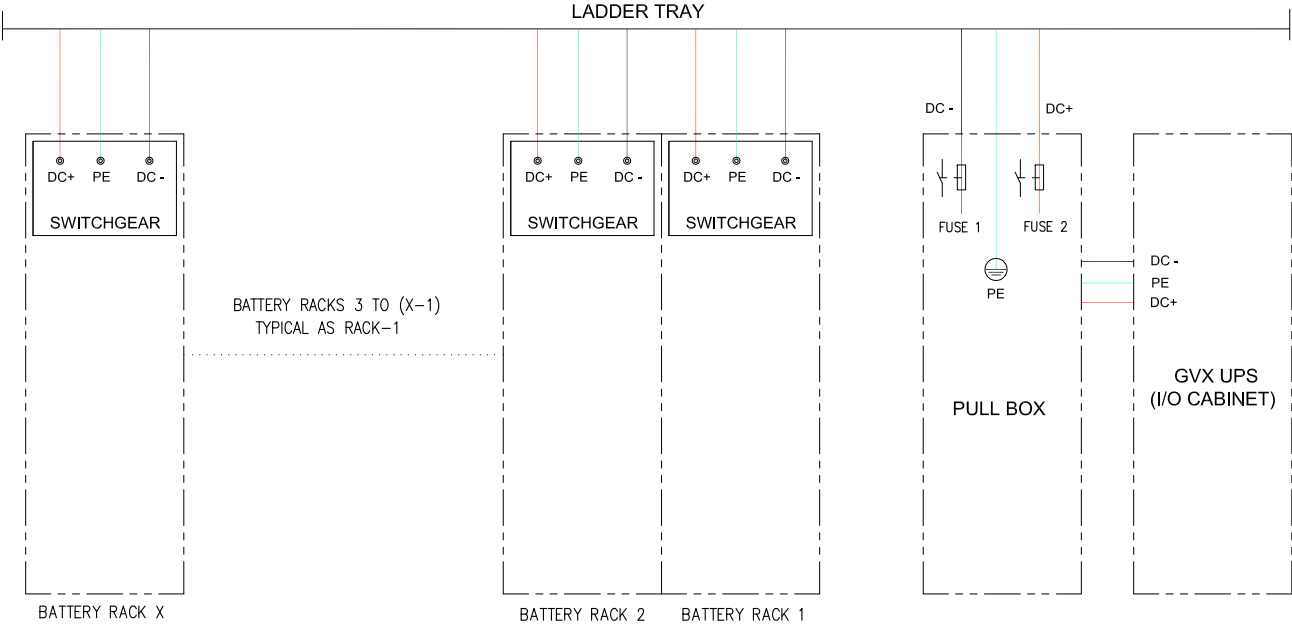 LADDER TRAY
DC -
DC+
DC+ PE DC -
SWITCHGEAR
DC+ PE DC -
SWITCHGEAR
DC+ PE DC -
SWITCHGEAR
FUSE 1
FUSE 2
PE
DC -
PE
DC+
BATTERY RACKS 3 TO (X-1)
TYPICAL AS RACK-1
PULL BOX
GVX UPS
(I/O CABINET)
BATTERY RACK X
BATTERY RACK 2
BATTERY RACK 1